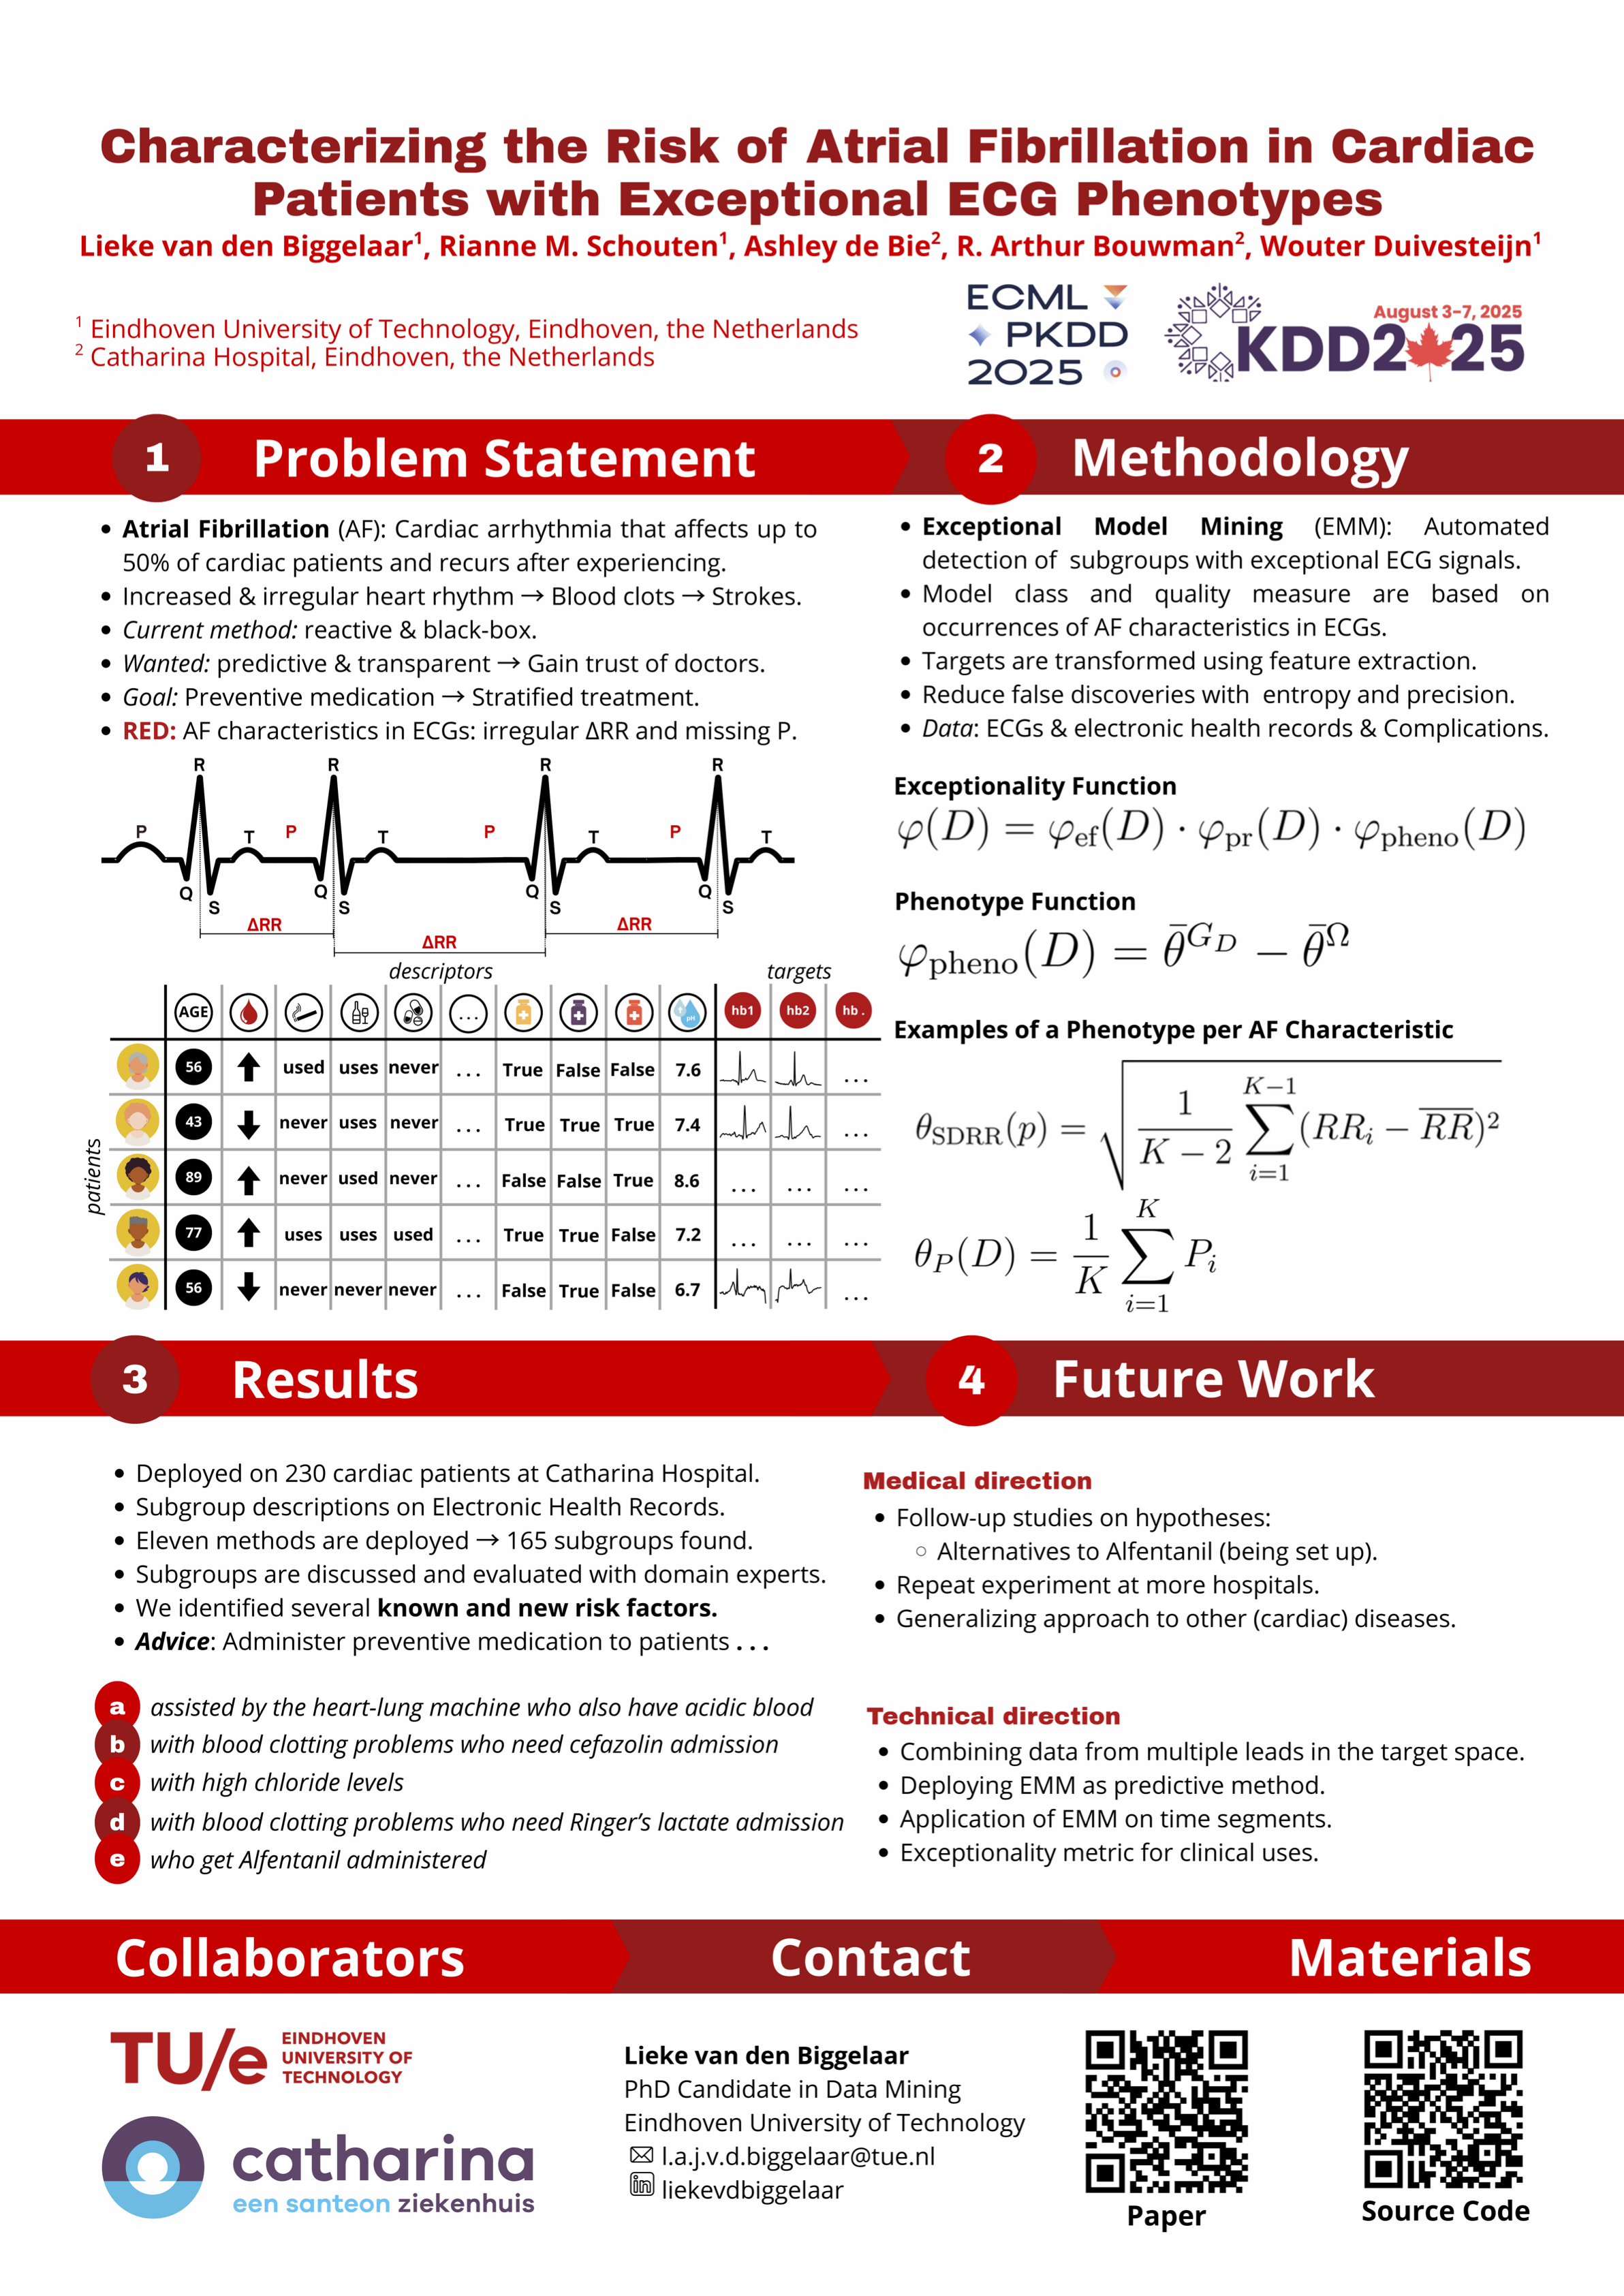 Characterizing the Risk of Atrial Fibrillation in Cardiac
Patients with Exceptional ECG Phenotypes
Lieke van den Biggelaar¹, Rianne M. Schouten¹, Ashley de Bie², R. Arthur Bouwman², Wouter Duivesteijn¹
¹ Eindhoven University of Technology, Eindhoven, the Netherlands
² Catharina Hospital, Eindhoven, the Netherlands
ECML
PKDD
2025
August 3-7, 2025
KDD2025
1 Problem Statement
• Atrial Fibrillation (AF): Cardiac arrhythmia that affects up to
50% of cardiac patients and recurs after experiencing.
• Increased & irregular heart rhythm → Blood clots → Strokes.
• Current method: reactive & black-box.
• Wanted: predictive & transparent → Gain trust of doctors.
• Goal: Preventive medication → Stratified treatment.
• RED: AF characteristics in ECGs: irregular ΔRR and missing P.
R R R R
P T P T P T P T
Q Q Q Q
S S S S
ΔRR ΔRR ΔRR
descriptors targets
AGE ... pH hb1 hb2 hb .
patients
56 used uses never ... True False False 7.6 ...
43 never uses never ... True True True 7.4 ...
89 never used never ... False False True 8.6 ... ... ...
77 uses uses used ... True True False 7.2 ... ... ...
56 never never never ... False True False 6.7 ...
2 Methodology
• Exceptional Model Mining (EMM): Automated
detection of subgroups with exceptional ECG signals.
• Model class and quality measure are based on
occurrences of AF characteristics in ECGs.
• Targets are transformed using feature extraction.
• Reduce false discoveries with entropy and precision.
• Data: ECGs & electronic health records & Complications.
Exceptionality Function
φ(D) = φ_ef(D) · φ_pr(D) · φ_pheno(D)
Phenotype Function
φ_pheno(D) = θ̄^{G_D} − θ̄^Ω
Examples of a Phenotype per AF Characteristic
θ_SDRR(p) = √(1/(K − 2) ∑_{i=1}^{K−1} (RR_i − R̅R̅)²)
θ_P(D) = 1/K ∑_{i=1}^{K} P_i
3 Results
• Deployed on 230 cardiac patients at Catharina Hospital.
• Subgroup descriptions on Electronic Health Records.
• Eleven methods are deployed → 165 subgroups found.
• Subgroups are discussed and evaluated with domain experts.
• We identified several known and new risk factors.
• Advice: Administer preventive medication to patients . . .
a assisted by the heart-lung machine who also have acidic blood
b with blood clotting problems who need cefazolin admission
c with high chloride levels
d with blood clotting problems who need Ringer's lactate admission
e who get Alfentanil administered
4 Future Work
Medical direction
• Follow-up studies on hypotheses:
○ Alternatives to Alfentanil (being set up).
• Repeat experiment at more hospitals.
• Generalizing approach to other (cardiac) diseases.
Technical direction
• Combining data from multiple leads in the target space.
• Deploying EMM as predictive method.
• Application of EMM on time segments.
• Exceptionality metric for clinical uses.
Collaborators
TU/e
EINDHOVEN
UNIVERSITY OF
TECHNOLOGY
catharina
een santeon ziekenhuis
Contact
Lieke van den Biggelaar
PhD Candidate in Data Mining
Eindhoven University of Technology
l.a.j.v.d.biggelaar@tue.nl
in liekevdbiggelaar
Materials
Paper
Source Code